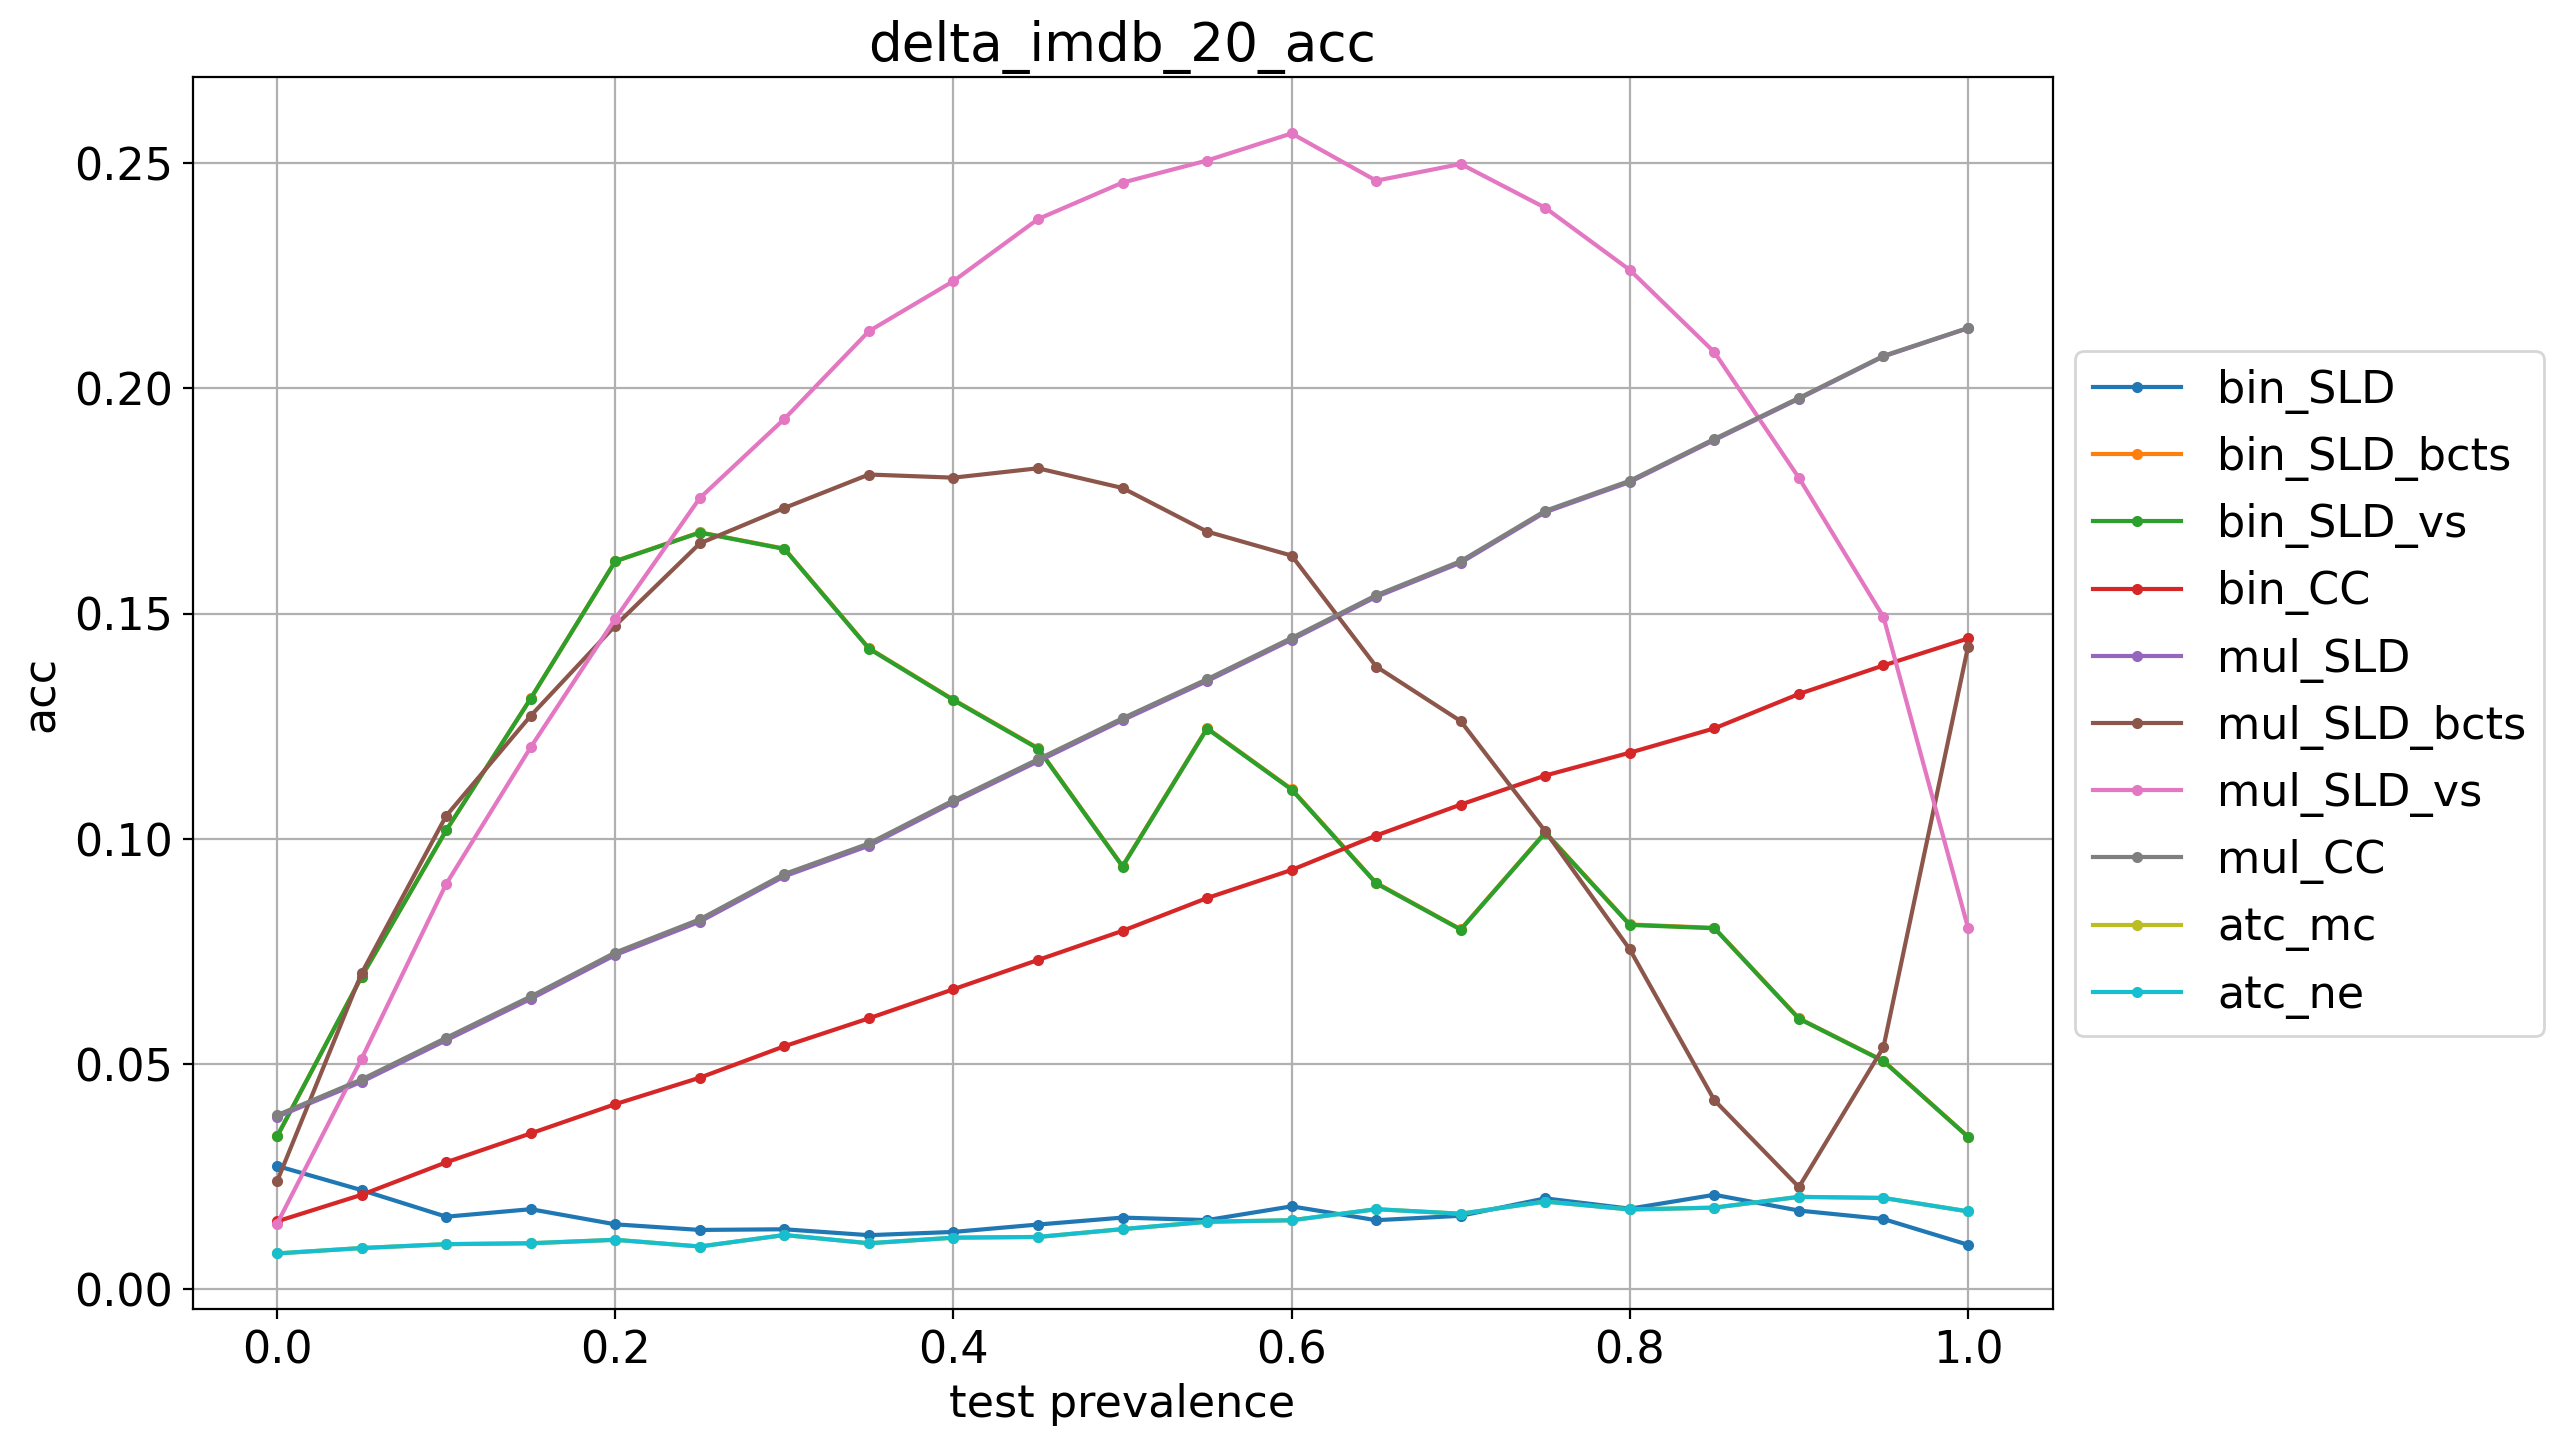 delta_imdb_20_acc
acc
0.25
0.20
0.15
0.10
0.05
0.00
0.0 0.2 0.4 0.6 0.8 1.0
test prevalence
bin_SLD
bin_SLD_bcts
bin_SLD_vs
bin_CC
mul_SLD
mul_SLD_bcts
mul_SLD_vs
mul_CC
atc_mc
atc_ne